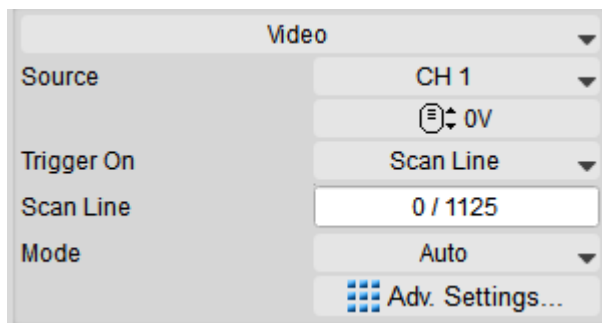 Video
Source CH 1
0V
Trigger On Scan Line
Scan Line 0 / 1125
Mode Auto
Adv. Settings...